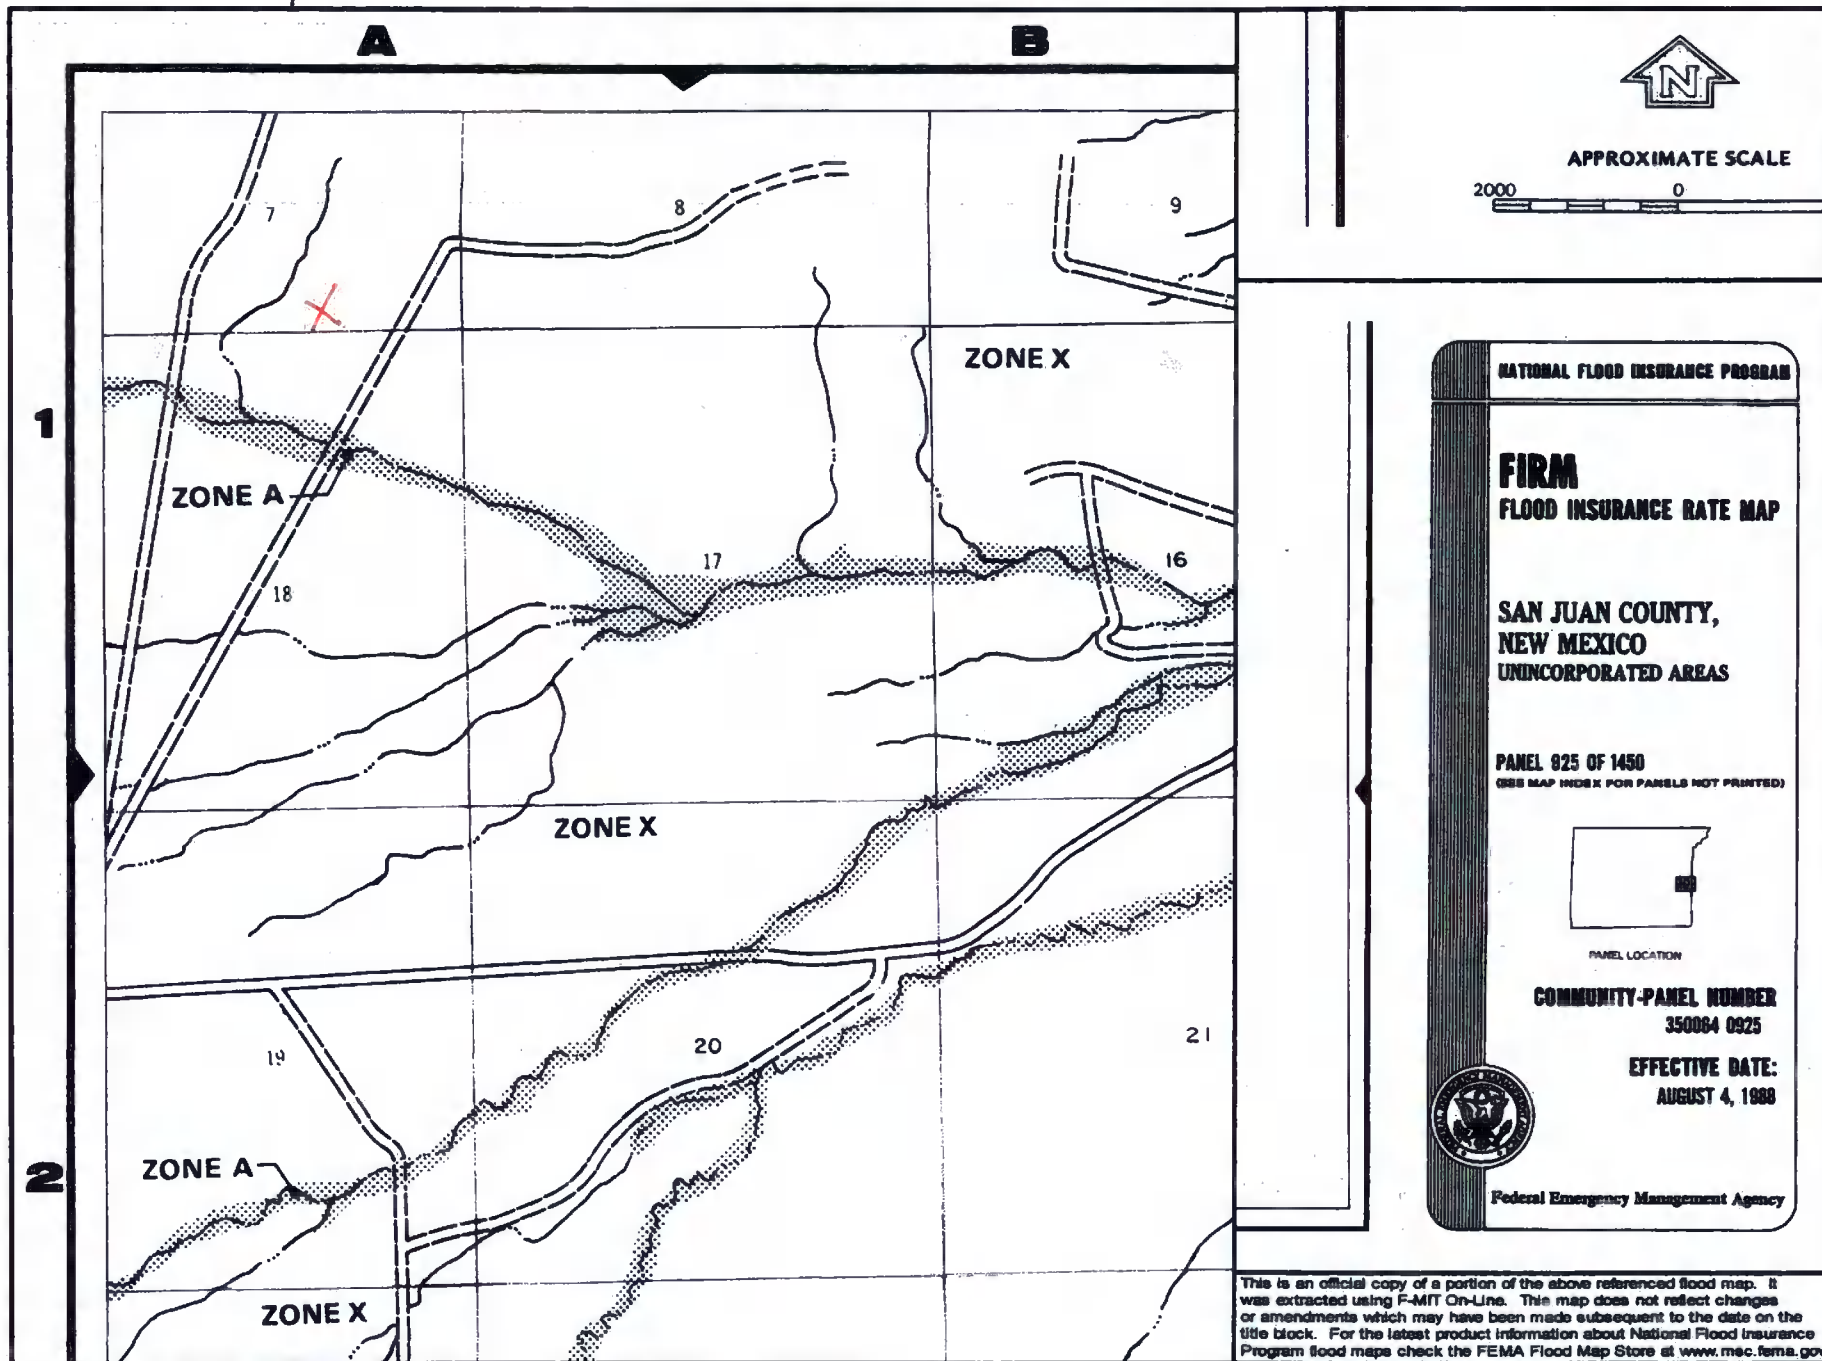 A
B
N
APPROXIMATE SCALE
2000 0
7
8
9
ZONE X
1
ZONE A
17
16
18
ZONE X
19
20
21
2
ZONE A
ZONE X
NATIONAL FLOOD INSURANCE PROGRAM
FIRM
FLOOD INSURANCE RATE MAP
SAN JUAN COUNTY,
NEW MEXICO
UNINCORPORATED AREAS
PANEL 925 OF 1450
(SEE MAP INDEX FOR PANELS NOT PRINTED)
PANEL LOCATION
COMMUNITY-PANEL NUMBER
350064 0925
EFFECTIVE DATE:
AUGUST 4, 1988
Federal Emergency Management Agency
This is an official copy of a portion of the above referenced flood map. It
was extracted using F-MIT On-Line. This map does not reflect changes
or amendments which may have been made subsequent to the date on the
title block. For the latest product information about National Flood Insurance
Program flood maps check the FEMA Flood Map Store at www.msc.fema.gov